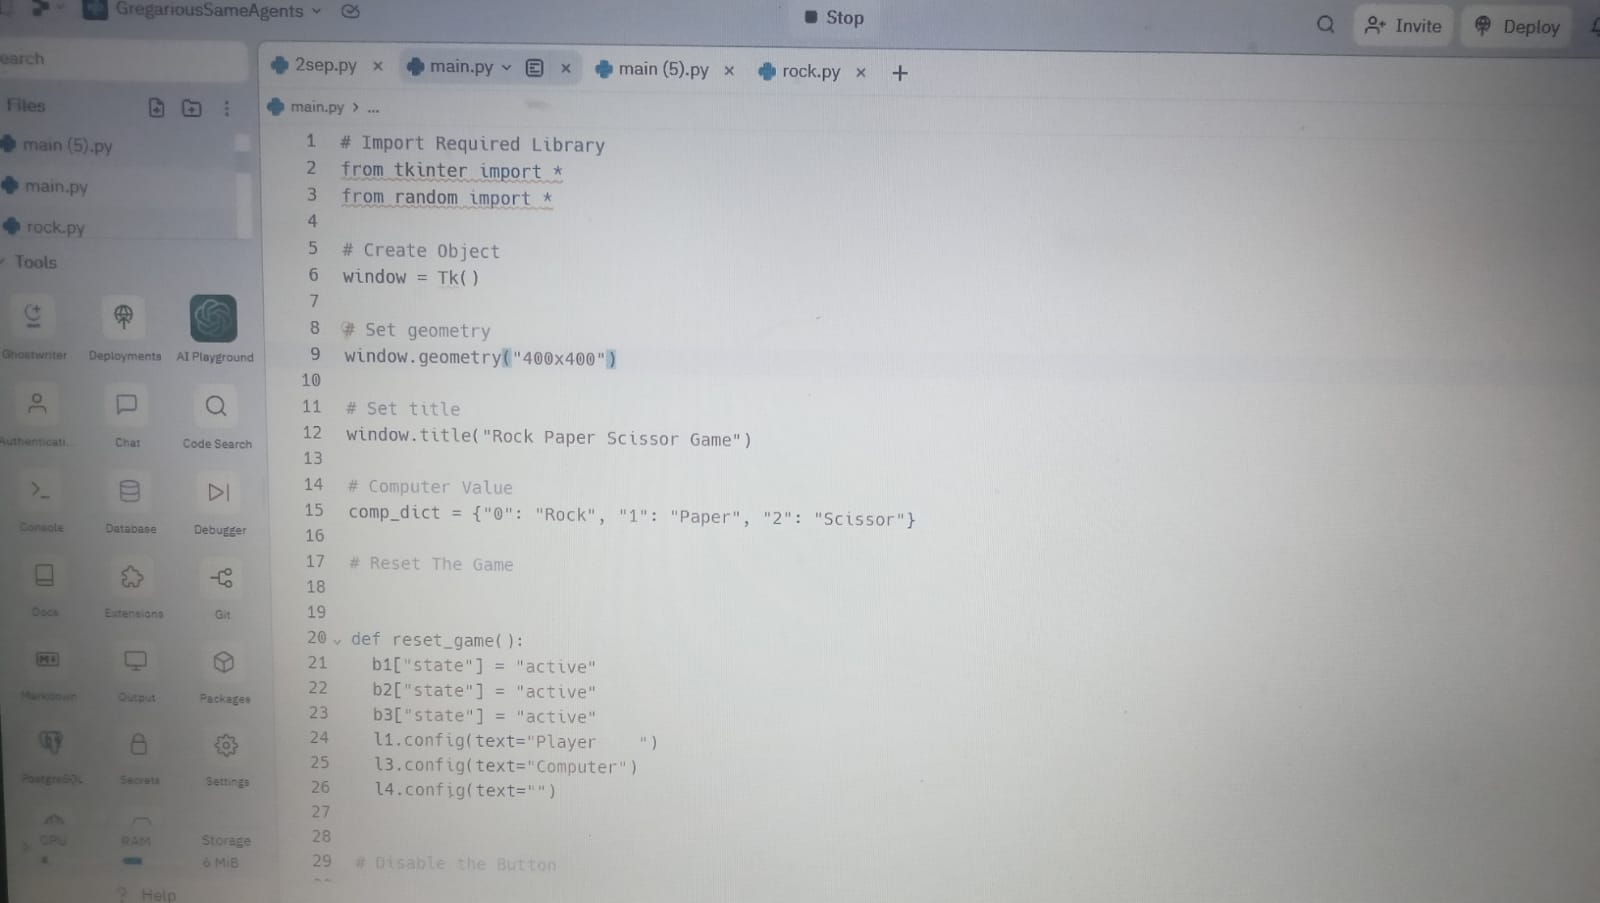 GregariousSameAgents
Stop
Invite
Deploy
earch
2sep.py
main.py
main (5).py
rock.py
Files
main (5).py
main.py
rock.py
Tools
Ghostwriter
Deployments
AI Playground
Authenticati...
Chat
Code Search
Console
Database
Debugger
Docs
Extensions
Git
Markdown
Output
Packages
PostgreSQL
Secrets
Settings
CPU
RAM
Storage
6 MiB
Help
main.py > ...
1 # Import Required Library
2 from tkinter import *
3 from random import *
4
5 # Create Object
6 window = Tk()
7
8 # Set geometry
9 window.geometry("400x400")
10
11 # Set title
12 window.title("Rock Paper Scissor Game")
13
14 # Computer Value
15 comp_dict = {"0": "Rock", "1": "Paper", "2": "Scissor"}
16
17 # Reset The Game
18
19
20 def reset_game():
21   b1["state"] = "active"
22   b2["state"] = "active"
23   b3["state"] = "active"
24   l1.config(text="Player    ")
25   l3.config(text="Computer")
26   l4.config(text="")
27
28
29 # Disable the Button